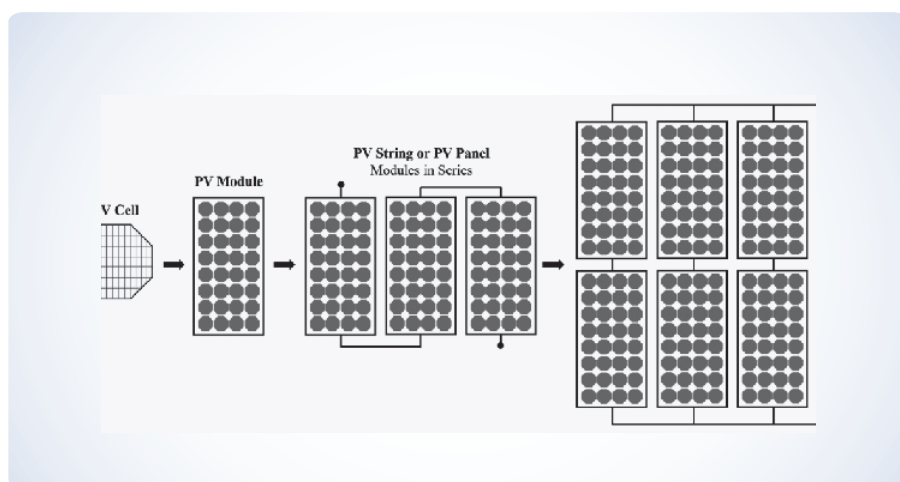 V Cell
PV Module
PV String or PV Panel
Modules in Series